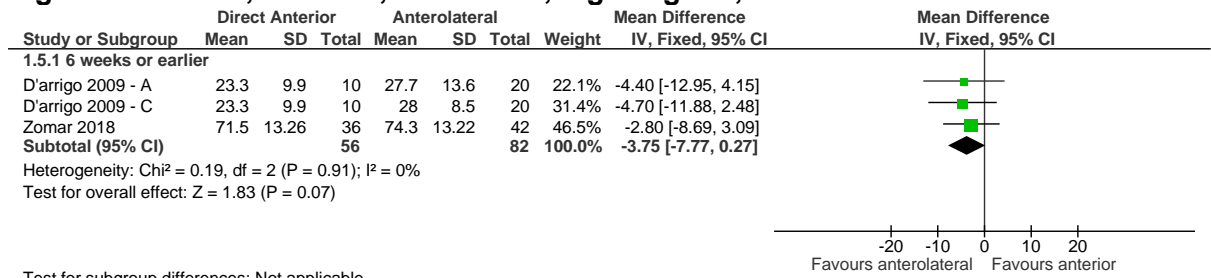 Direct Anterior Anterolateral Mean Difference Mean Difference
Study or Subgroup Mean SD Total Mean SD Total Weight IV, Fixed, 95% CI IV, Fixed, 95% CI
1.5.1 6 weeks or earlier
D'arrigo 2009 - A 23.3 9.9 10 27.7 13.6 20 22.1% -4.40 [-12.95, 4.15]
D'arrigo 2009 - C 23.3 9.9 10 28 8.5 20 31.4% -4.70 [-11.88, 2.48]
Zomar 2018 71.5 13.26 36 74.3 13.22 42 46.5% -2.80 [-8.69, 3.09]
Subtotal (95% CI) 56 82 100.0% -3.75 [-7.77, 0.27]
Heterogeneity: Chi² = 0.19, df = 2 (P = 0.91); I² = 0%
Test for overall effect: Z = 1.83 (P = 0.07)
-20 -10 0 10 20
Favours anterolateral Favours anterior
Test for subgroup differences: Not applicable